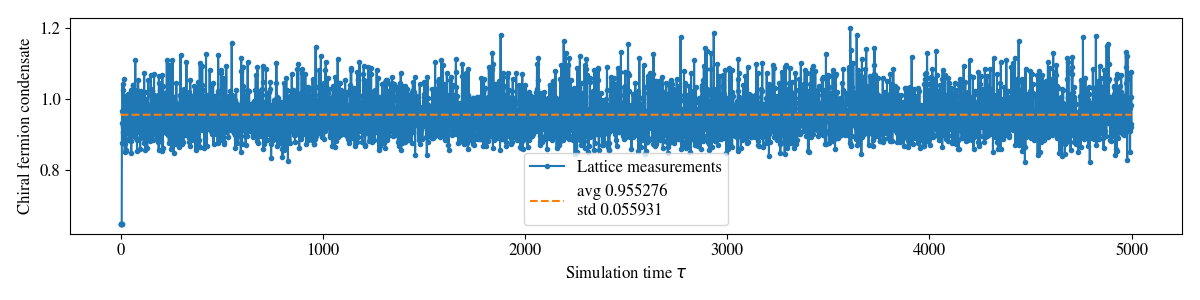 Chiral fermion condensate
1.2
1.0
0.8
Lattice measurements
avg 0.955276
std 0.055931
0
1000
2000
3000
4000
5000
Simulation time τ